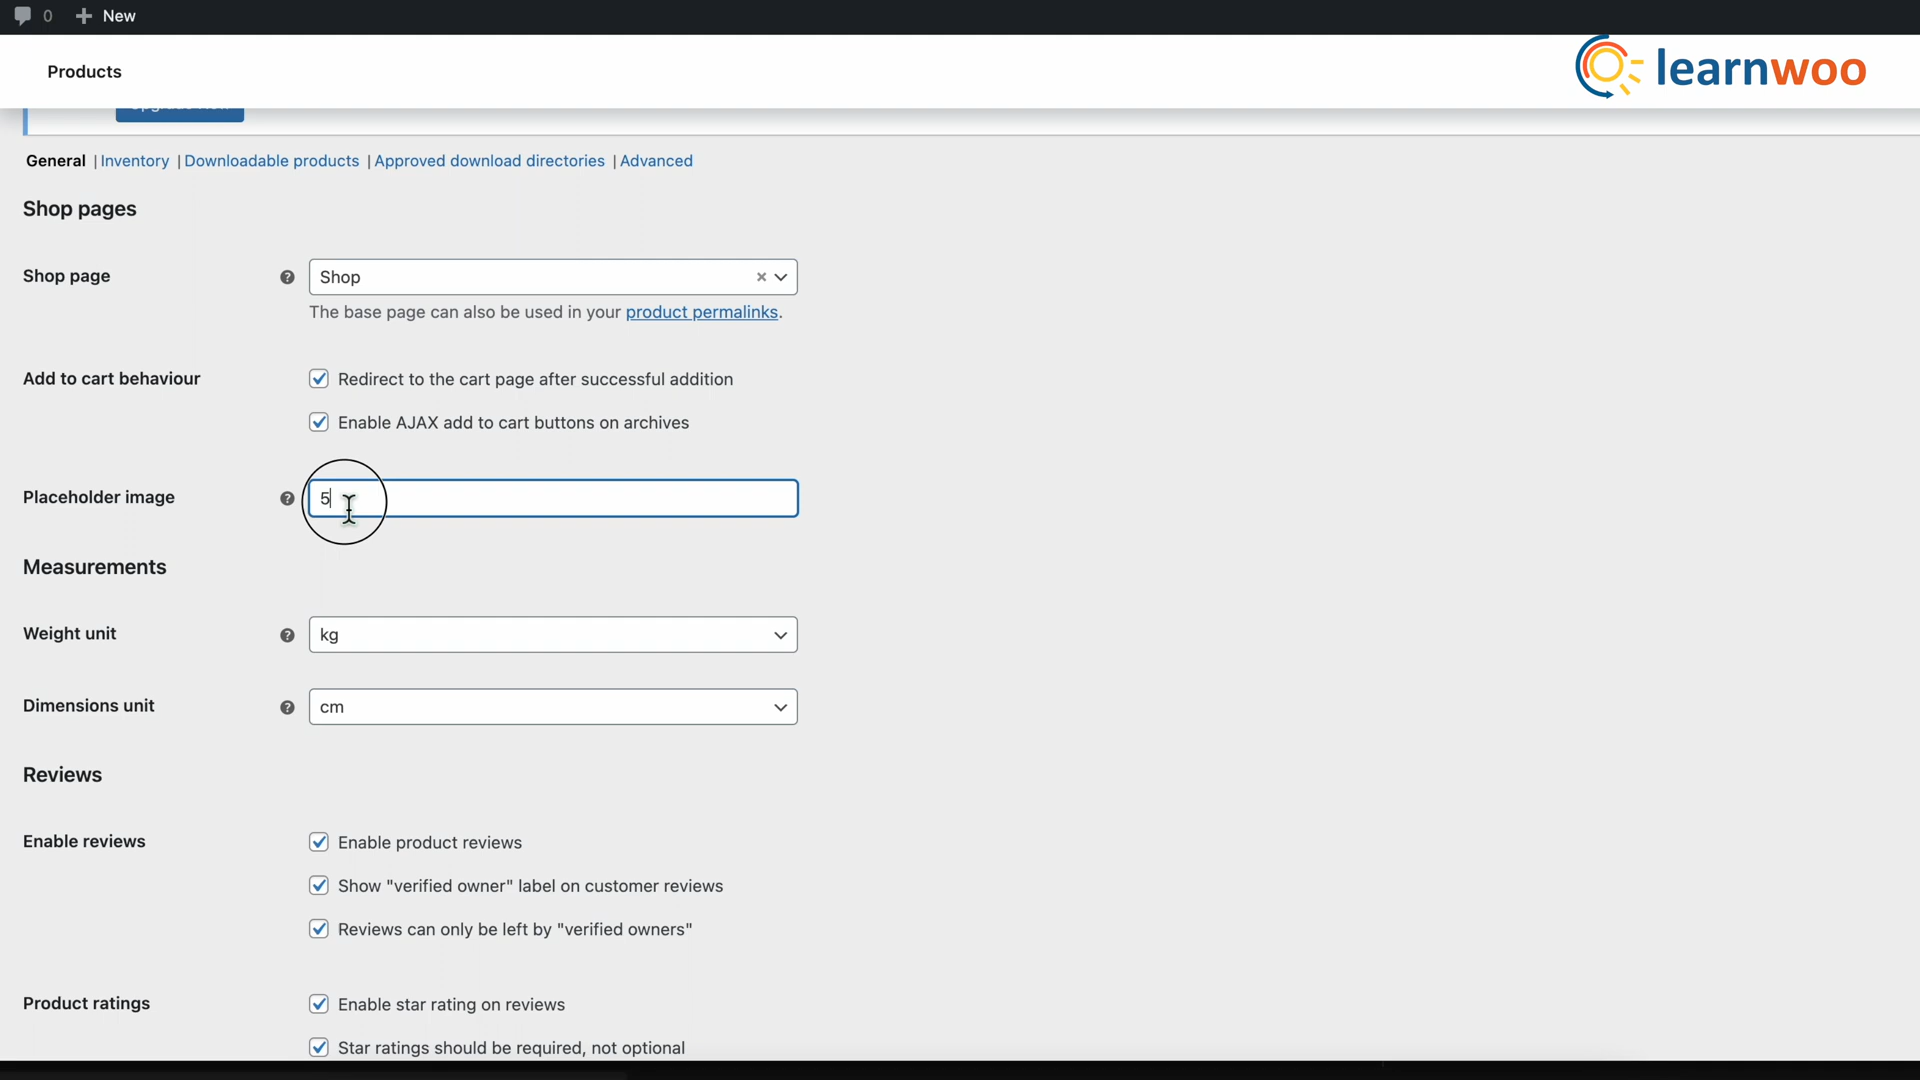 0 New
Products
learnwoo
General | Inventory | Downloadable products | Approved download directories | Advanced
Shop pages
Shop page
Shop
The base page can also be used in your product permalinks.
Add to cart behaviour
Redirect to the cart page after successful addition
Enable AJAX add to cart buttons on archives
Placeholder image
5
Measurements
Weight unit
kg
Dimensions unit
cm
Reviews
Enable reviews
Enable product reviews
Show "verified owner" label on customer reviews
Reviews can only be left by "verified owners"
Product ratings
Enable star rating on reviews
Star ratings should be required, not optional